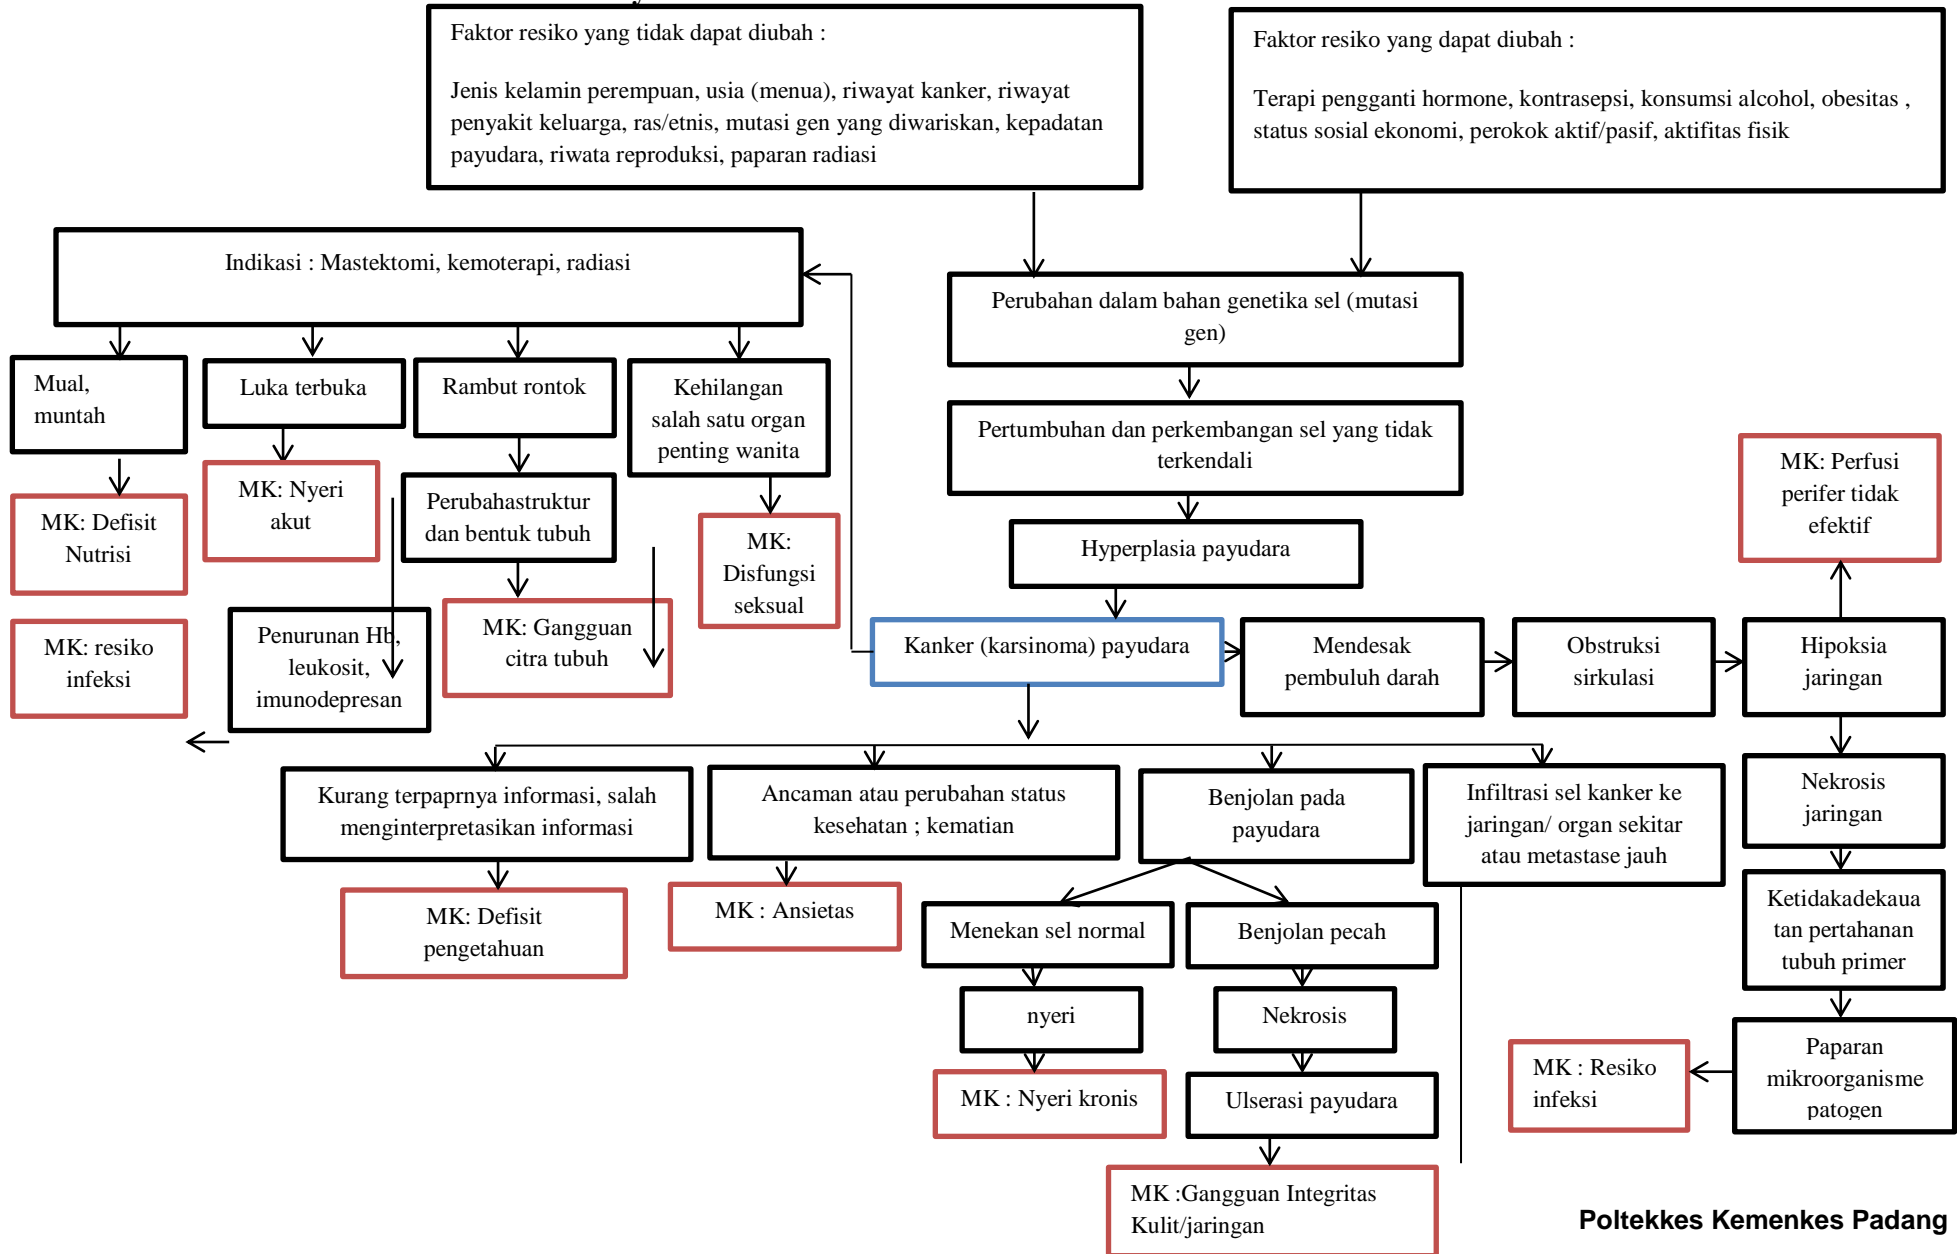 Faktor resiko yang tidak dapat diubah :
Jenis kelamin perempuan, usia (menua), riwayat kanker, riwayat
penyakit keluarga, ras/etnis, mutasi gen yang diwariskan, kepadatan
payudara, riwata reproduksi, paparan radiasi
Faktor resiko yang dapat diubah :
Terapi pengganti hormone, kontrasepsi, konsumsi alcohol, obesitas ,
status sosial ekonomi, perokok aktif/pasif, aktifitas fisik
Indikasi : Mastektomi, kemoterapi, radiasi
Perubahan dalam bahan genetika sel (mutasi
gen)
Mual,
muntah
Luka terbuka
Rambut rontok
Kehilangan
salah satu organ
penting wanita
Pertumbuhan dan perkembangan sel yang tidak
terkendali
MK: Perfusi
perifer tidak
efektif
MK: Defisit
Nutrisi
MK: Nyeri
akut
Perubahastruktur
dan bentuk tubuh
MK:
Disfungsi
seksual
Hyperplasia payudara
MK: resiko
infeksi
Penurunan Hb,
leukosit,
imunodepresan
MK: Gangguan
citra tubuh
Kanker (karsinoma) payudara
Mendesak
pembuluh darah
Obstruksi
sirkulasi
Hipoksia
jaringan
Kurang terpaprnya informasi, salah
menginterpretasikan informasi
Ancaman atau perubahan status
kesehatan ; kematian
Benjolan pada
payudara
Infiltrasi sel kanker ke
jaringan/ organ sekitar
atau metastase jauh
Nekrosis
jaringan
MK: Defisit
pengetahuan
MK : Ansietas
Menekan sel normal
Benjolan pecah
Ketidakadekaua
tan pertahanan
tubuh primer
nyeri
Nekrosis
MK : Nyeri kronis
Ulserasi payudara
MK : Resiko
infeksi
Paparan
mikroorganisme
patogen
MK :Gangguan Integritas
Kulit/jaringan
Poltekkes Kemenkes Padang